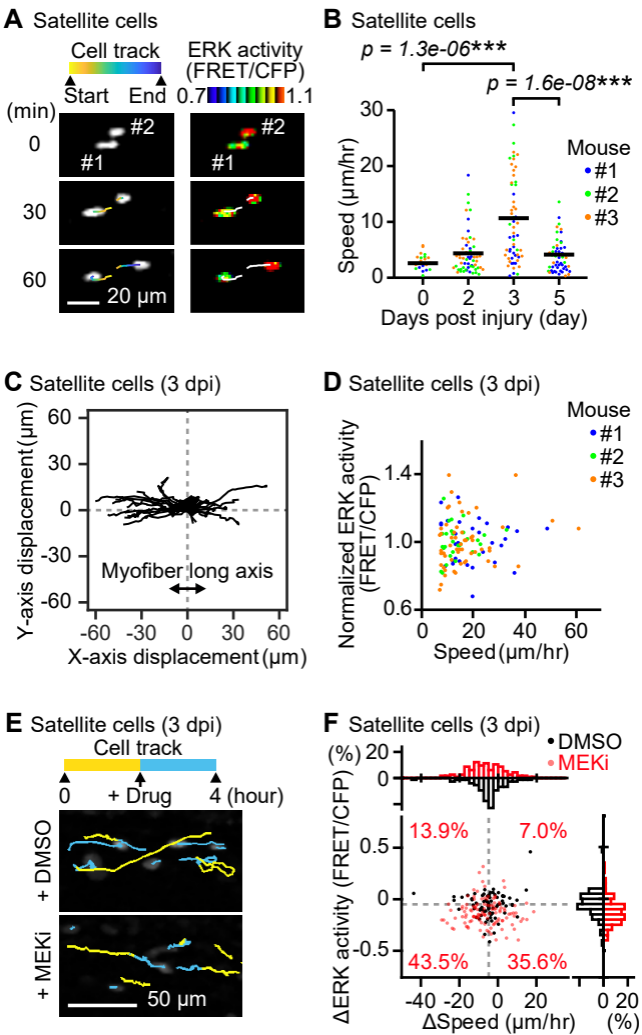 A Satellite cells
Cell track
Start End
ERK activity
(FRET/CFP)
0.7 1.1
(min)
0
#2
#1
#2
#1
30
60
20 µm
B Satellite cells
p = 1.3e-06***
p = 1.6e-08***
Speed (µm/hr)
30
20
10
0
0 2 3 5
Days post injury (day)
Mouse
#1
#2
#3
C Satellite cells (3 dpi)
Y-axis displacement (µm)
60
30
0
-30
-60
Myofiber long axis
-60 -30 0 30 60
X-axis displacement (µm)
D Satellite cells (3 dpi)
Mouse
#1
#2
#3
Normalized ERK activity
(FRET/CFP)
1.4
1.0
0.6
0 20 40 60
Speed (µm/hr)
E Satellite cells (3 dpi)
Cell track
0 + Drug 4 (hour)
+ DMSO
+ MEKi
50 µm
F Satellite cells (3 dpi)
(%)
20
0
20
DMSO
MEKi
13.9% 7.0%
43.5% 35.6%
ΔERK activity (FRET/CFP)
0.5
0
-0.5
-40 -20 0 20
ΔSpeed (µm/hr)
0 20
(%)